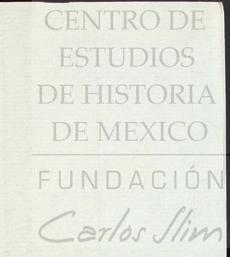 CENTRO DE
ESTUDIOS
DE HISTORIA
DE MEXICO
FUNDACIÓN
Carlos Slim